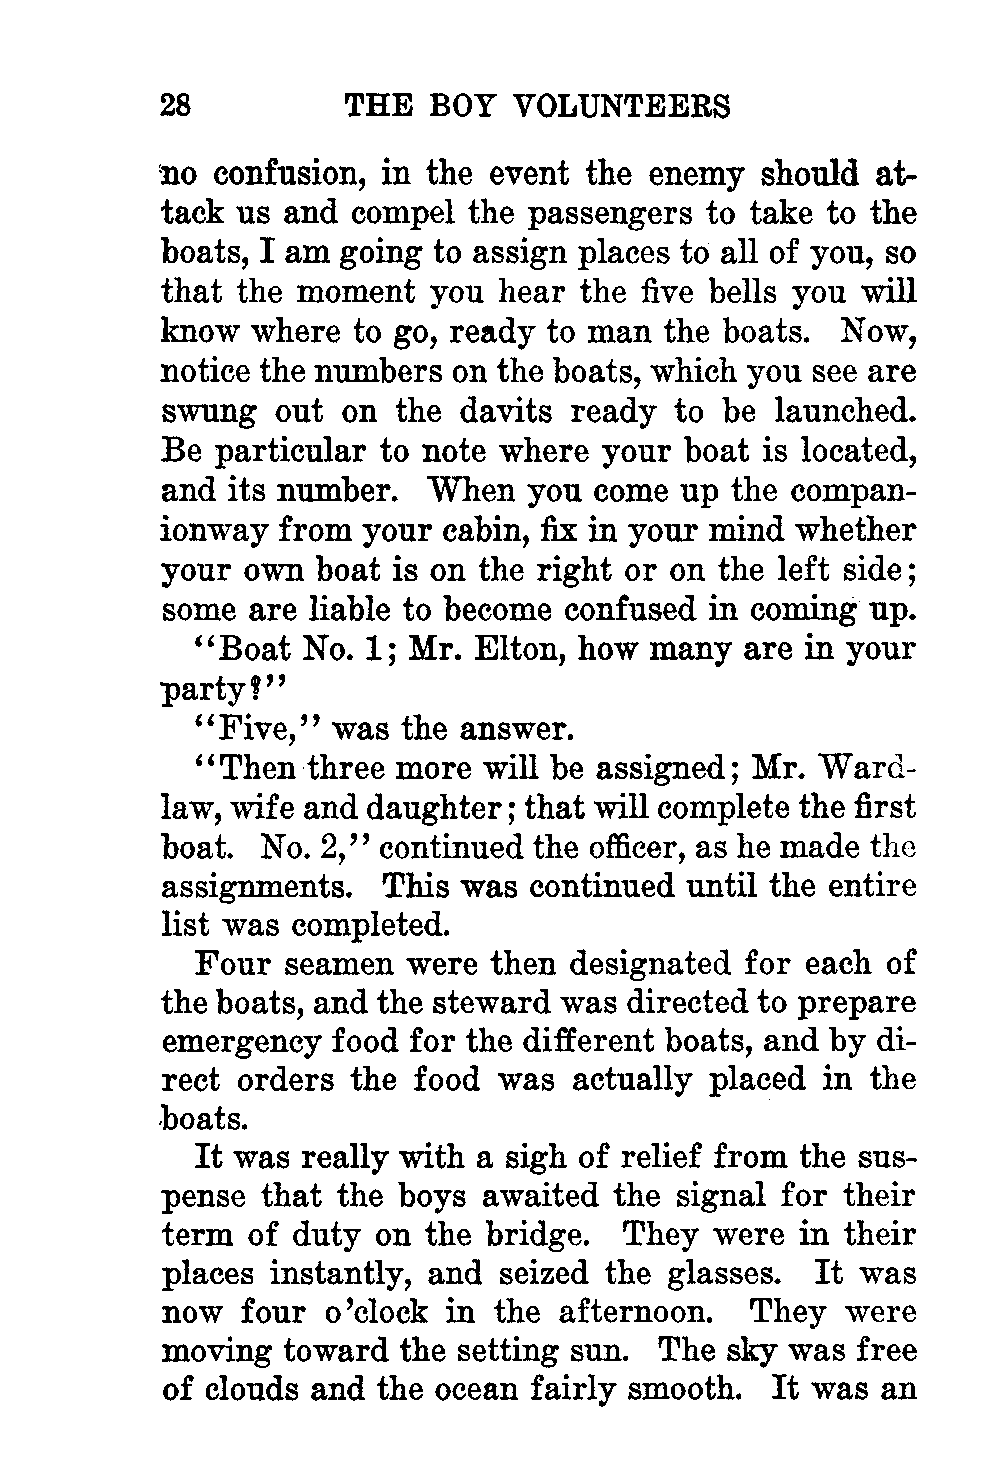 28 THE BOY VOLUNTEERS
no confusion, in the event the enemy should at-
tack us and compel the passengers to take to the
boats, I am going to assign places to all of you, so
that the moment you hear the five bells you will
know where to go, ready to man the boats. Now,
notice the numbers on the boats, which you see are
swung out on the davits ready to be launched.
Be particular to note where your boat is located,
and its number. When you come up the compan-
ionway from your cabin, fix in your mind whether
your own boat is on the right or on the left side;
some are liable to become confused in coming up.
“Boat No. 1; Mr. Elton, how many are in your
party?”
“Five,” was the answer.
“Then three more will be assigned; Mr. Ward-
law, wife and daughter; that will complete the first
boat. No. 2,” continued the officer, as he made the
assignments. This was continued until the entire
list was completed.
Four seamen were then designated for each of
the boats, and the steward was directed to prepare
emergency food for the different boats, and by di-
rect orders the food was actually placed in the
boats.
It was really with a sigh of relief from the sus-
pense that the boys awaited the signal for their
term of duty on the bridge. They were in their
places instantly, and seized the glasses. It was
now four o’clock in the afternoon. They were
moving toward the setting sun. The sky was free
of clouds and the ocean fairly smooth. It was an